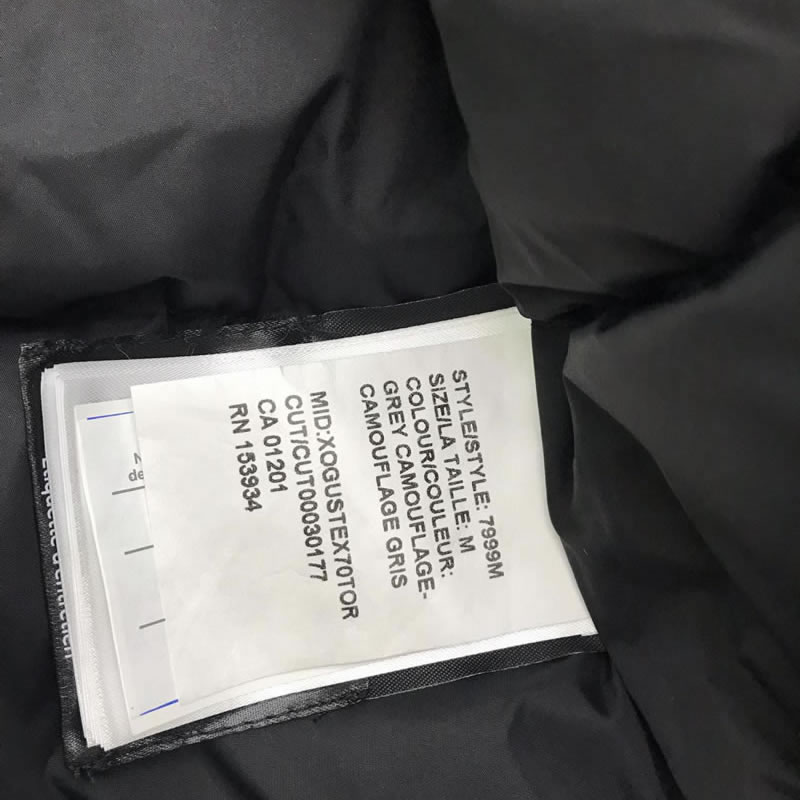 STYLE/STYLE: 7999M
SIZE/LA TAILLE: M
COLOUR/COULEUR:
GREY CAMOUFLAGE-
CAMOUFLAGE GRIS
MID:XOGUSTEX70TOR
CUT/CUT00030177
CA 01201
RN 153934
de